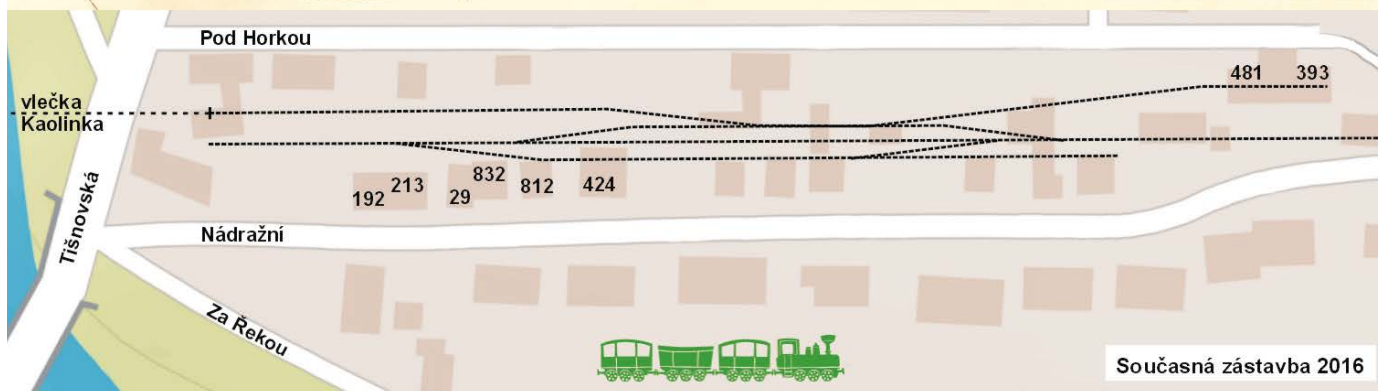 Pod Horkou
481 393
vlečka
Kaolinka
192 213 29 832 812 424
Tišnovská
Nádražní
Za Řekou
Současná zástavba 2016